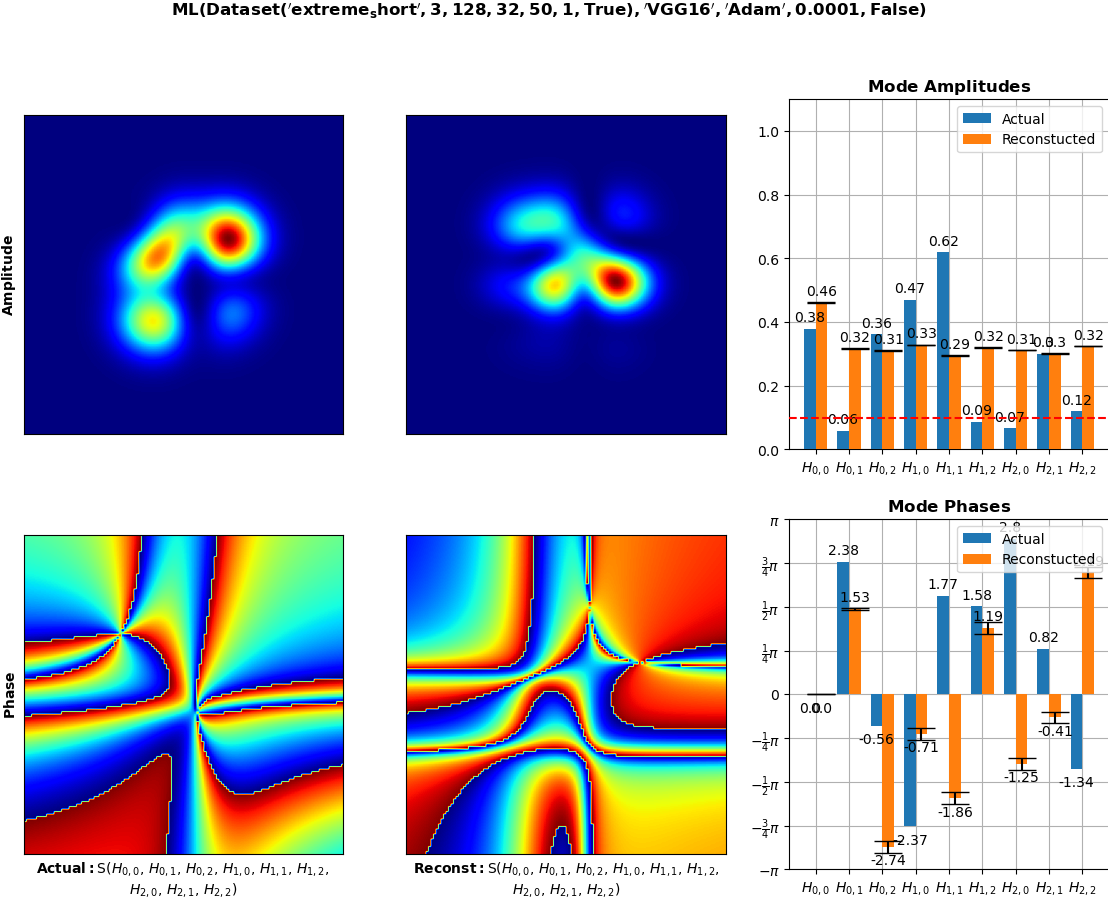 ML(Dataset('extreme_short', 3, 128, 32, 50, 1, True), 'VGG16', 'Adam', 0.0001, False)
Amplitude
Mode Amplitudes
Actual
Reconstucted
1.0
0.8
0.6
0.4
0.2
0.0
0.38 0.06 0.36 0.47 0.62 0.09 0.07 0.3 0.12
0.46 0.32 0.31 0.33 0.29 0.32 0.31 0.3 0.32
H0,0 H0,1 H0,2 H1,0 H1,1 H1,2 H2,0 H2,1 H2,2
Phase
Mode Phases
Actual
Reconstucted
π
3/4π
1/2π
1/4π
0
−1/4π
−1/2π
−3/4π
−π
0.0 2.38 -0.56 -2.37 1.77 1.58 2.8 0.82 -1.34
0.0 1.53 -2.74 -0.71 -1.86 1.19 -1.25 -0.41
H0,0 H0,1 H0,2 H1,0 H1,1 H1,2 H2,0 H2,1 H2,2
Actual: S(H0,0, H0,1, H0,2, H1,0, H1,1, H1,2,
H2,0, H2,1, H2,2)
Reconst: S(H0,0, H0,1, H0,2, H1,0, H1,1, H1,2,
H2,0, H2,1, H2,2)